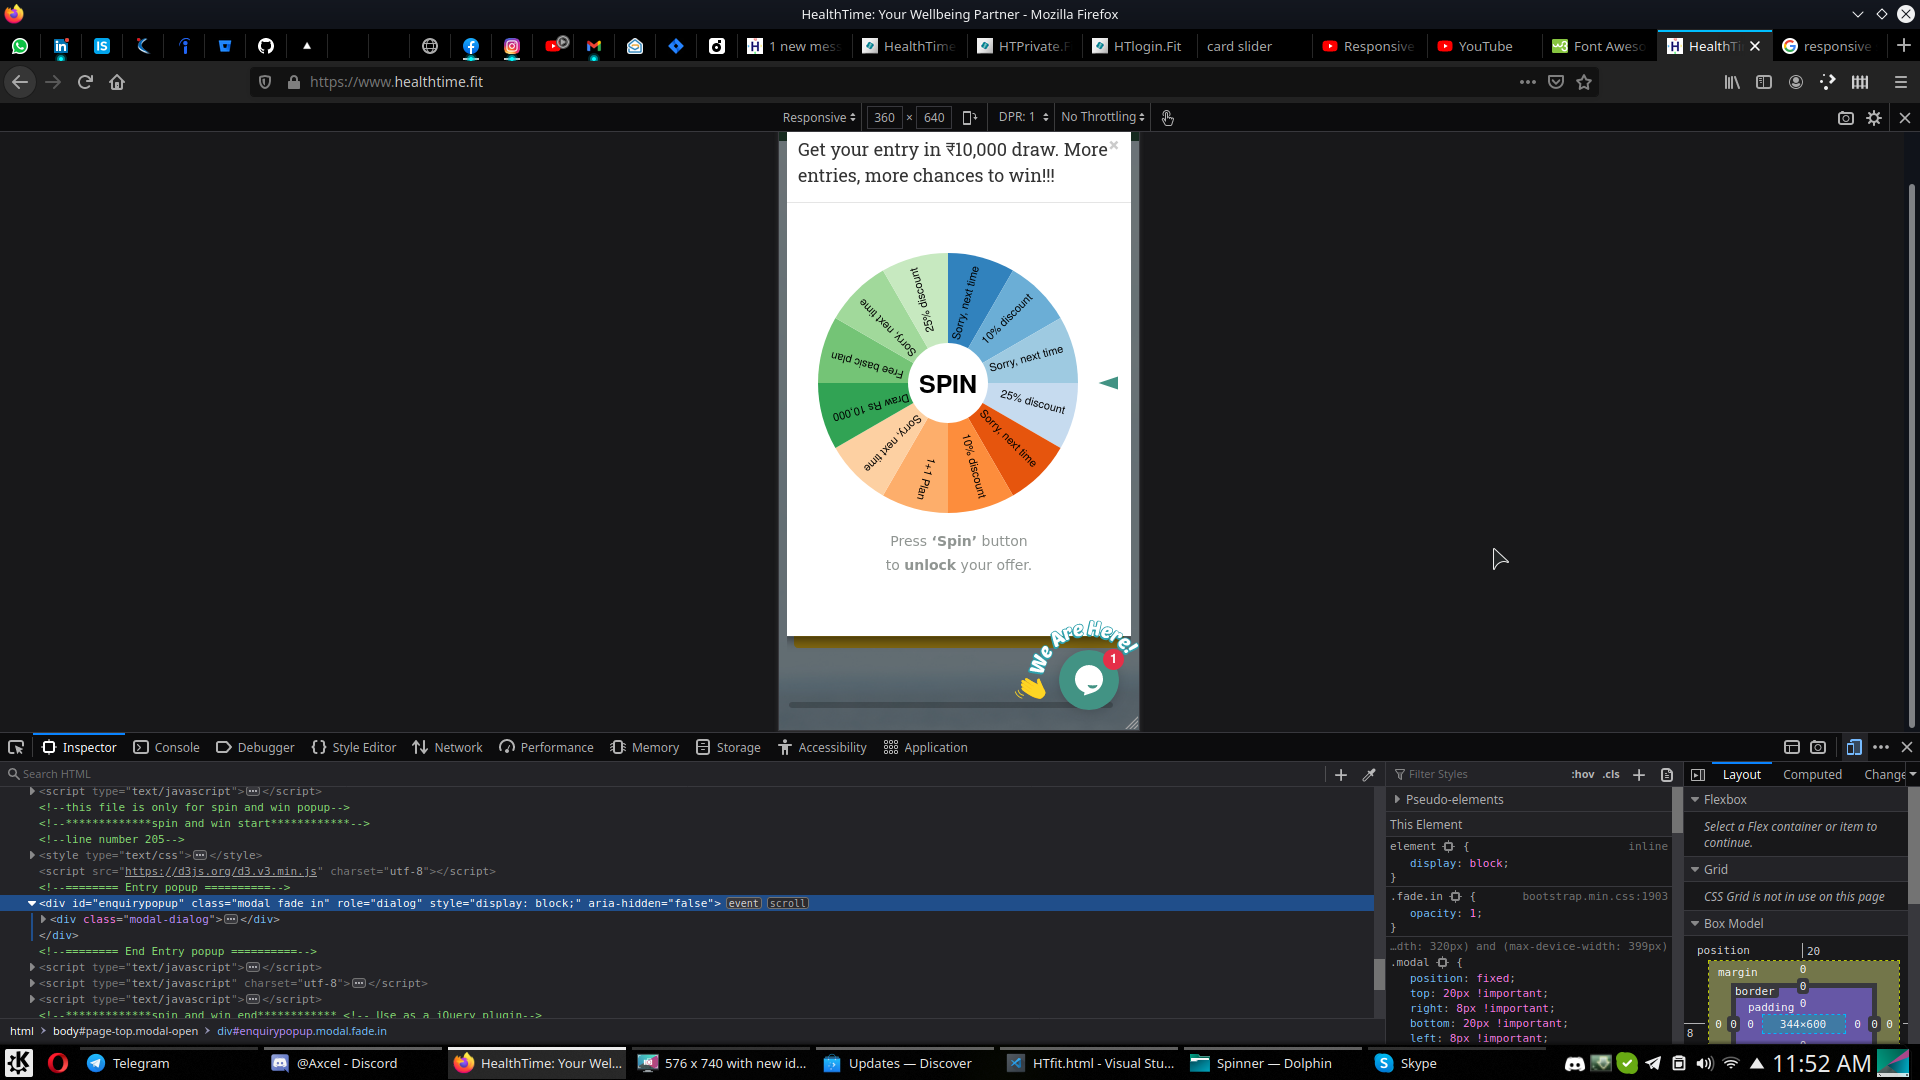 HealthTime: Your Wellbeing Partner - Mozilla Firefox
1 new mess
HealthTime
HTPrivate.F
HTlogin.Fit
card slider
Responsive
YouTube
Font Aweso
HealthTi
responsive
https://www.healthtime.fit
Responsive 360 × 640 DPR: 1 No Throttling
Get your entry in ₹10,000 draw. More ×
entries, more chances to win!!!
Sorry, next time
10% discount
Sorry, next time
25% discount
Sorry, next time
10% discount
1+1 Plan
Sorry, next time
Draw Rs 10,000
Free basic plan
Sorry, next time
25% discount
SPIN
Press ‘Spin’ button
to unlock your offer.
We Are Here!
1
Inspector Console Debugger Style Editor Network Performance Memory Storage Accessibility Application
Search HTML
<script type="text/javascript"></script>
<!--this file is only for spin and win popup-->
<!--*************spin and win start************-->
<!--line number 205-->
<style type="text/css"></style>
<script src="https://d3js.org/d3.v3.min.js" charset="utf-8"></script>
<!--======== Entry popup ==========-->
<div id="enquirypopup" class="modal fade in" role="dialog" style="display: block;" aria-hidden="false"> event scroll
<div class="modal-dialog"></div>
</div>
<!--======== End Entry popup ==========-->
<script type="text/javascript"></script>
<script type="text/javascript" charset="utf-8"></script>
<script type="text/javascript"></script>
<!--*************spin and win end************ <!-- Use as a jQuery plugin-->
html body#page-top.modal-open div#enquirypopup.modal.fade.in
Filter Styles :hov .cls
Pseudo-elements
This Element
element { inline
display: block;
}
.fade.in { bootstrap.min.css:1903
opacity: 1;
}
…dth: 320px) and (max-device-width: 399px)
.modal {
position: fixed;
top: 20px !important;
right: 8px !important;
bottom: 20px !important;
left: 8px !important;
Layout Computed Change
Flexbox
Select a Flex container or item to
continue.
Grid
CSS Grid is not in use on this page
Box Model
position 20
margin 0
border 0
padding 0
8 0 0 0 344×600 0 0 0
Telegram
@Axcel - Discord
HealthTime: Your Wel...
576 x 740 with new id...
Updates — Discover
HTfit.html - Visual Stu...
Spinner — Dolphin
Skype
11:52 AM